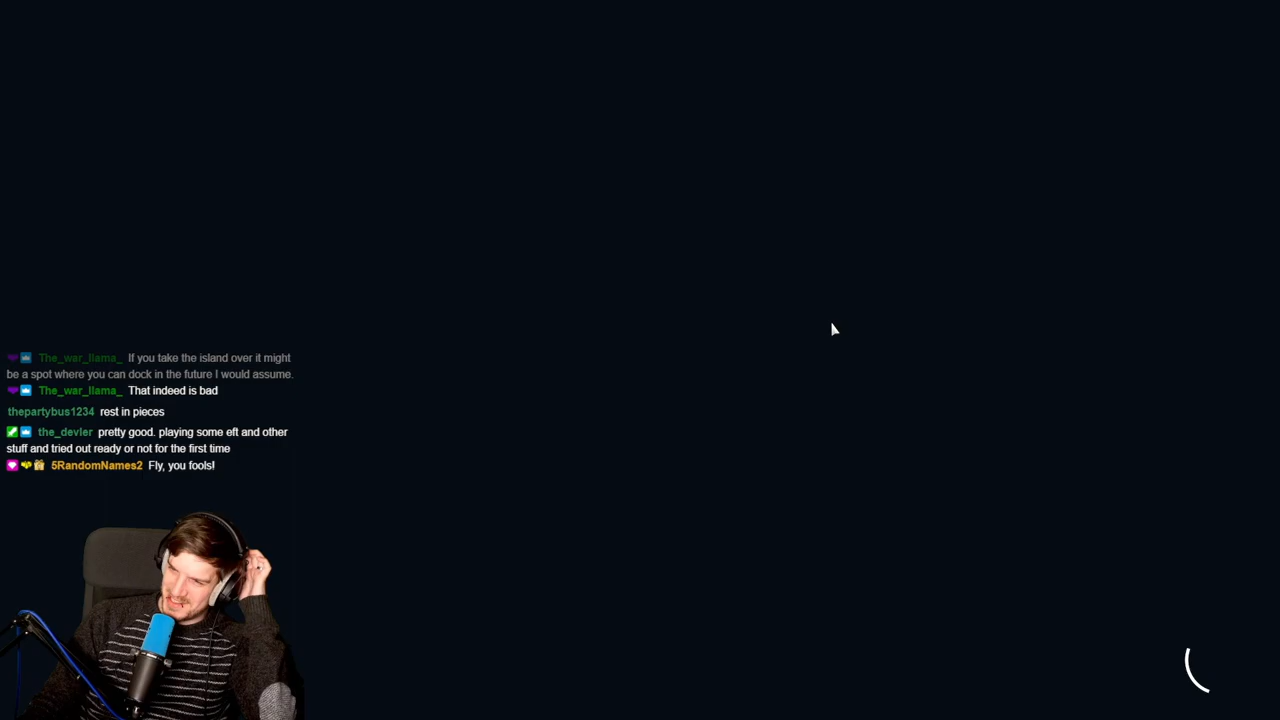 The_war_llama_ If you take the island over it might
be a spot where you can dock in the future I would assume.
The_war_llama_ That indeed is bad
thepartybus1234 rest in pieces
the_devler pretty good. playing some eft and other
stuff and tried out ready or not for the first time
5RandomNames2 Fly, you fools!